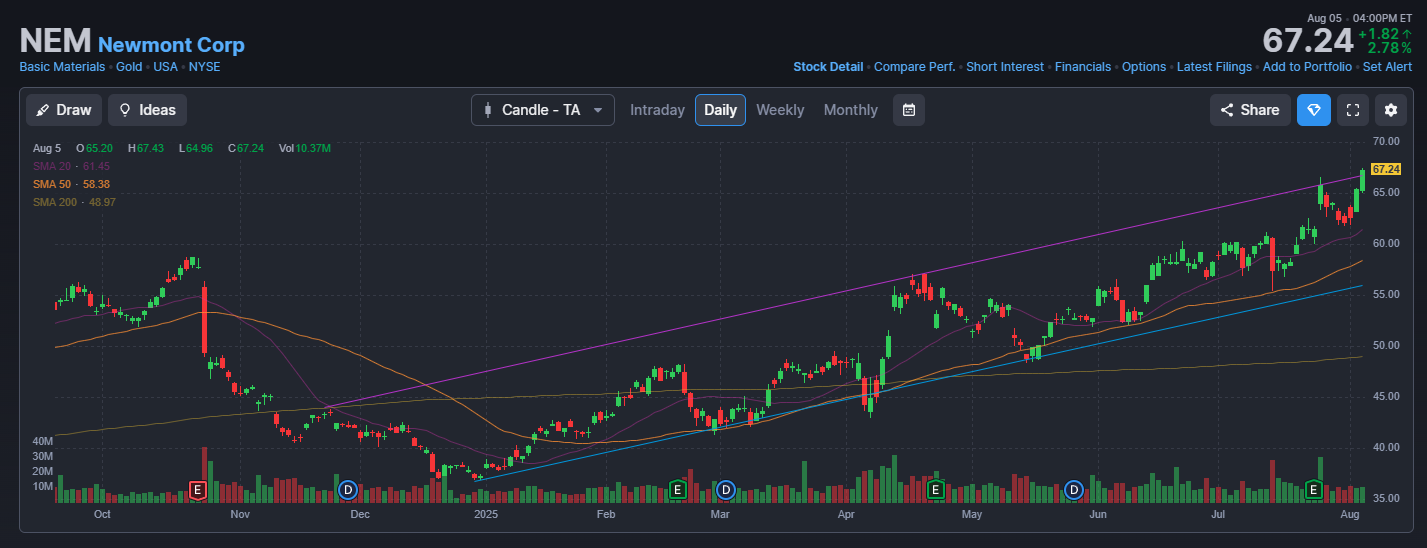 Aug 05 · 04:00PM ET
NEM Newmont Corp
67.24 +1.82↑
2.78%
Basic Materials • Gold • USA • NYSE
Stock Detail • Compare Perf. • Short Interest • Financials • Options • Latest Filings • Add to Portfolio • Set Alert
Draw Ideas Candle - TA Intraday Daily Weekly Monthly Share
Aug 5 O 65.20 H 67.43 L 64.96 C 67.24 Vol 10.37M
SMA 20 · 61.45
SMA 50 · 58.38
SMA 200 · 48.97
70.00
67.24
65.00
60.00
55.00
50.00
45.00
40.00
35.00
40M
30M
20M
10M
E D E D E D E
Oct Nov Dec 2025 Feb Mar Apr May Jun Jul Aug